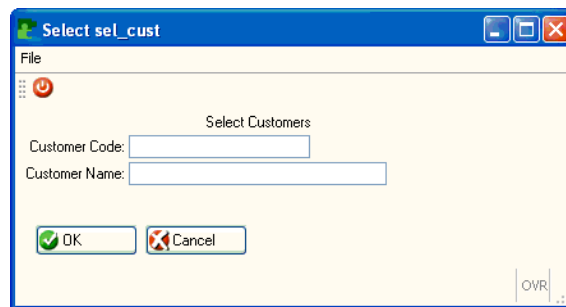 Select sel_cust
File
Select Customers
Customer Code:
Customer Name:
OK Cancel
OVR